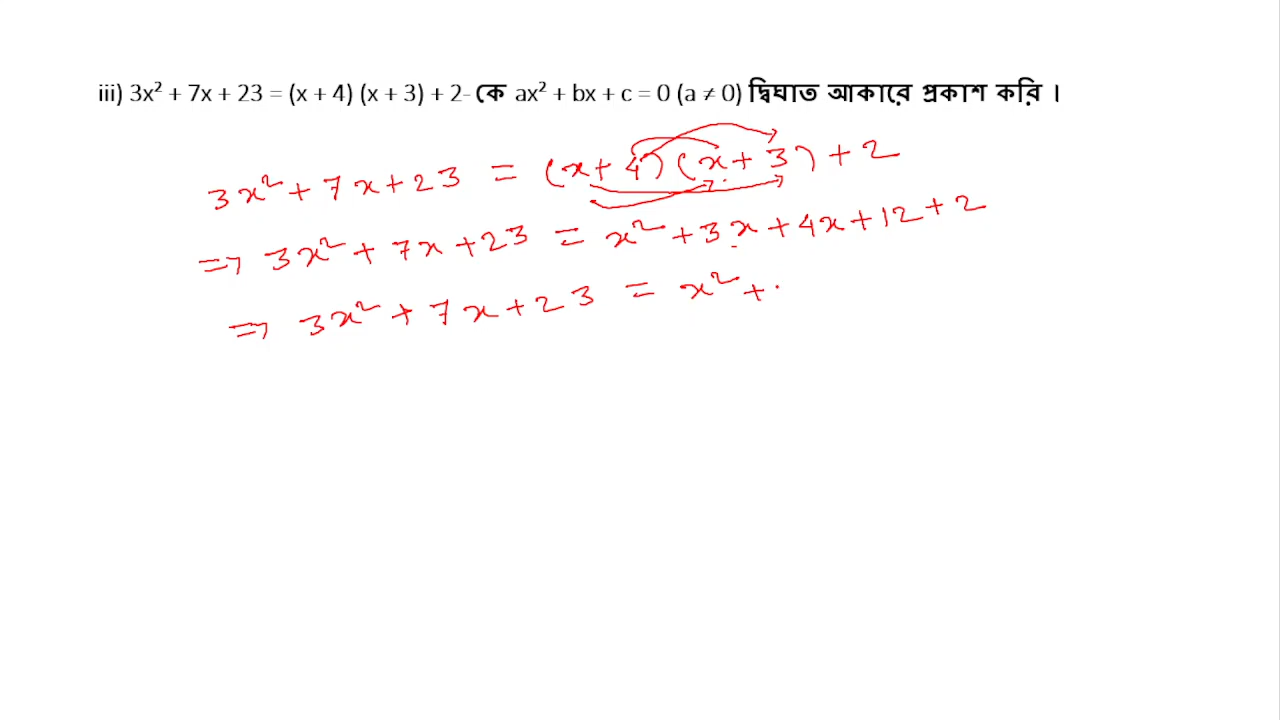 iii) 3x² + 7x + 23 = (x + 4) (x + 3) + 2- কে ax² + bx + c = 0 (a ≠ 0) দ্বিঘাত আকারে প্রকাশ করি ।
3x² + 7x + 23 = (x + 4) (x + 3) + 2
⇒ 3x² + 7x + 23 = x² + 3x + 4x + 12 + 2
⇒ 3x² + 7x + 23 = x² +